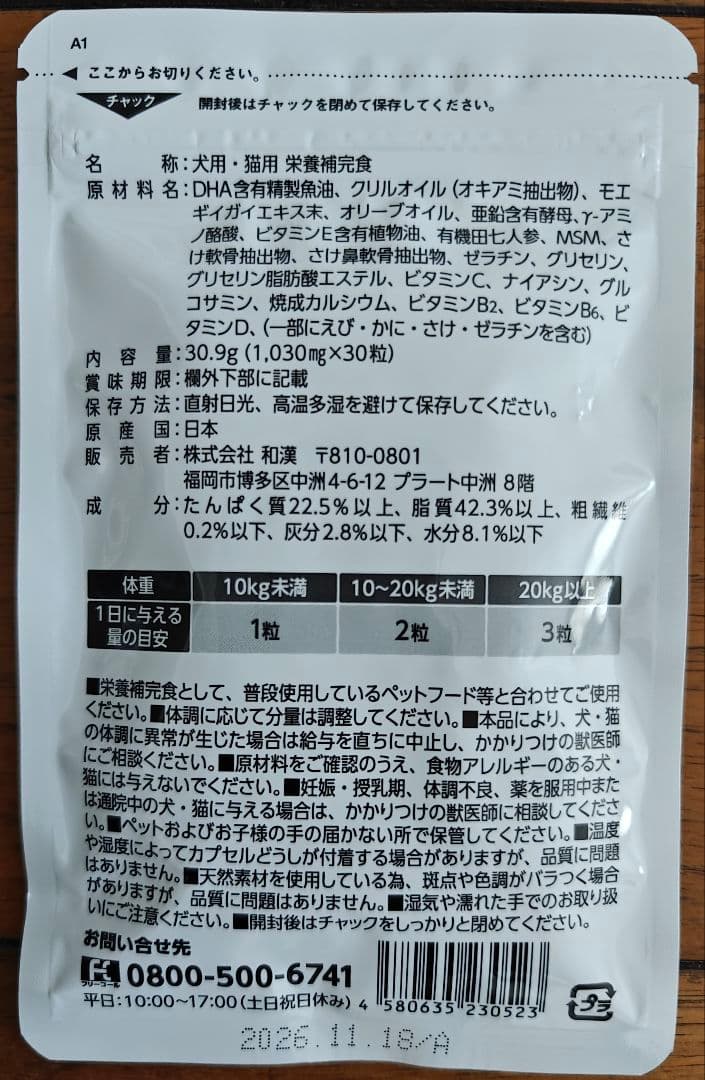 A1
ここからお切りください。
チャック 開封後はチャックを閉めて保存してください。
名称：犬用・猫用 栄養補完食
原材料名：DHA含有精製魚油、クリルオイル（オキアミ抽出物）、モエ
ギイガイエキス末、オリーブオイル、亜鉛含有酵母、γ-アミ
ノ酪酸、ビタミンE含有植物油、有機田七人参、MSM、さ
け軟骨抽出物、さけ鼻軟骨抽出物、ゼラチン、グリセリン、
グリセリン脂肪酸エステル、ビタミンC、ナイアシン、グル
コサミン、焼成カルシウム、ビタミンB2、ビタミンB6、ビ
タミンD、（一部にえび・かに・さけ・ゼラチンを含む）
内容量：30.9g（1,030mg×30粒）
賞味期限：欄外下部に記載
保存方法：直射日光、高温多湿を避けて保存してください。
原産国：日本
販売者：株式会社 和漢 〒810-0801
福岡市博多区中洲4-6-12 プラート中洲 8階
成分：たんぱく質22.5%以上、脂質42.3%以上、粗繊維
0.2%以下、灰分2.8%以下、水分8.1%以下
体重 10kg未満 10～20kg未満 20kg以上
1日に与える
量の目安 1粒 2粒 3粒
■栄養補完食として、普段使用しているペットフード等と合わせてご使用
ください。■体調に応じて分量は調整してください。■本品により、犬・猫
の体調に異常が生じた場合は給与を直ちに中止し、かかりつけの獣医師
にご相談ください。■原材料をご確認のうえ、食物アレルギーのある犬・
猫には与えないでください。■妊娠・授乳期、体調不良、薬を服用中また
は通院中の犬・猫に与える場合は、かかりつけの獣医師に相談してくださ
い。■ペットおよびお子様の手の届かない所で保管してください。■温度
や湿度によってカプセルどうしが付着する場合がありますが、品質に問題
はありません。■天然素材を使用している為、斑点や色調がバラつく場合
がありますが、品質に問題はありません。■湿気や濡れた手でのお取り扱
いにご注意ください。■開封後はチャックをしっかりと閉めてください。
お問い合せ先
フリーコール 0800-500-6741
平日：10:00～17:00（土日祝日休み）
4 580635 230523
プラ
2026.11.18/A